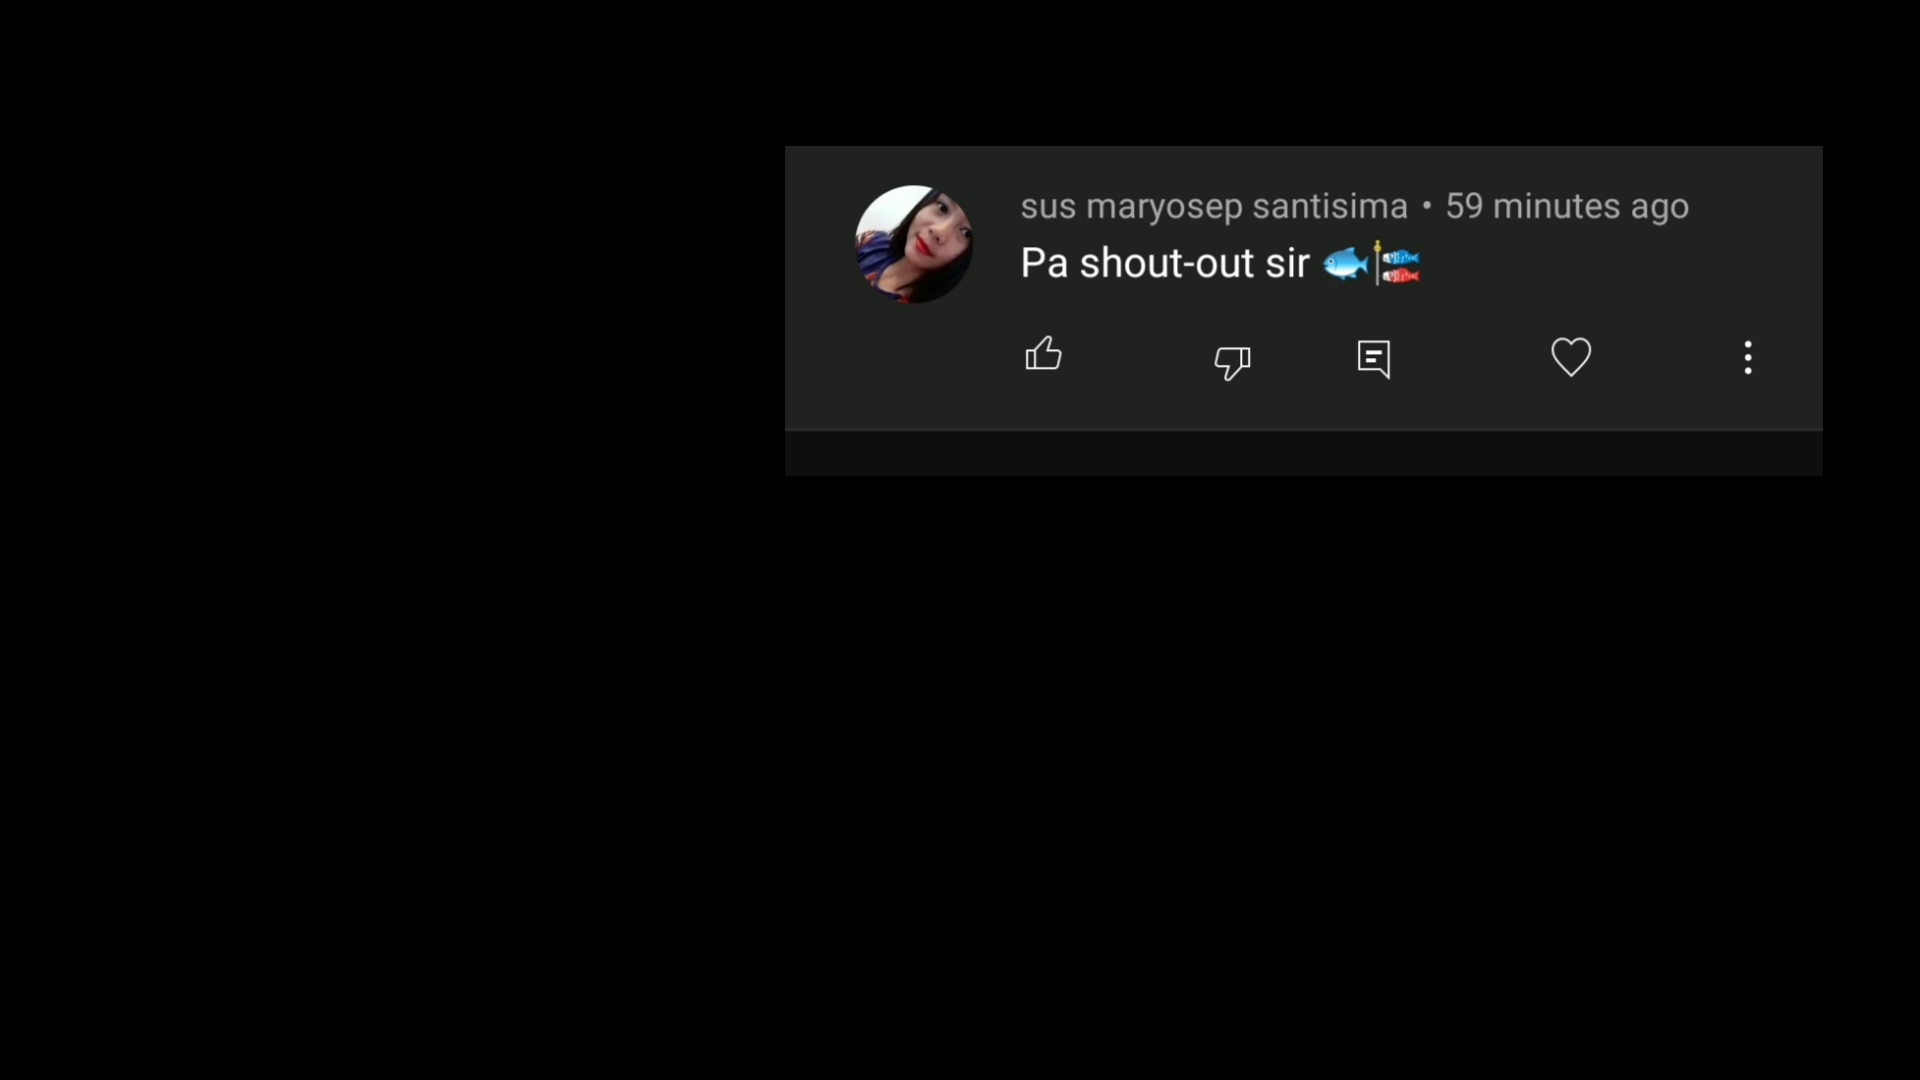 sus maryosep santisima • 59 minutes ago
Pa shout-out sir 🐟🎏